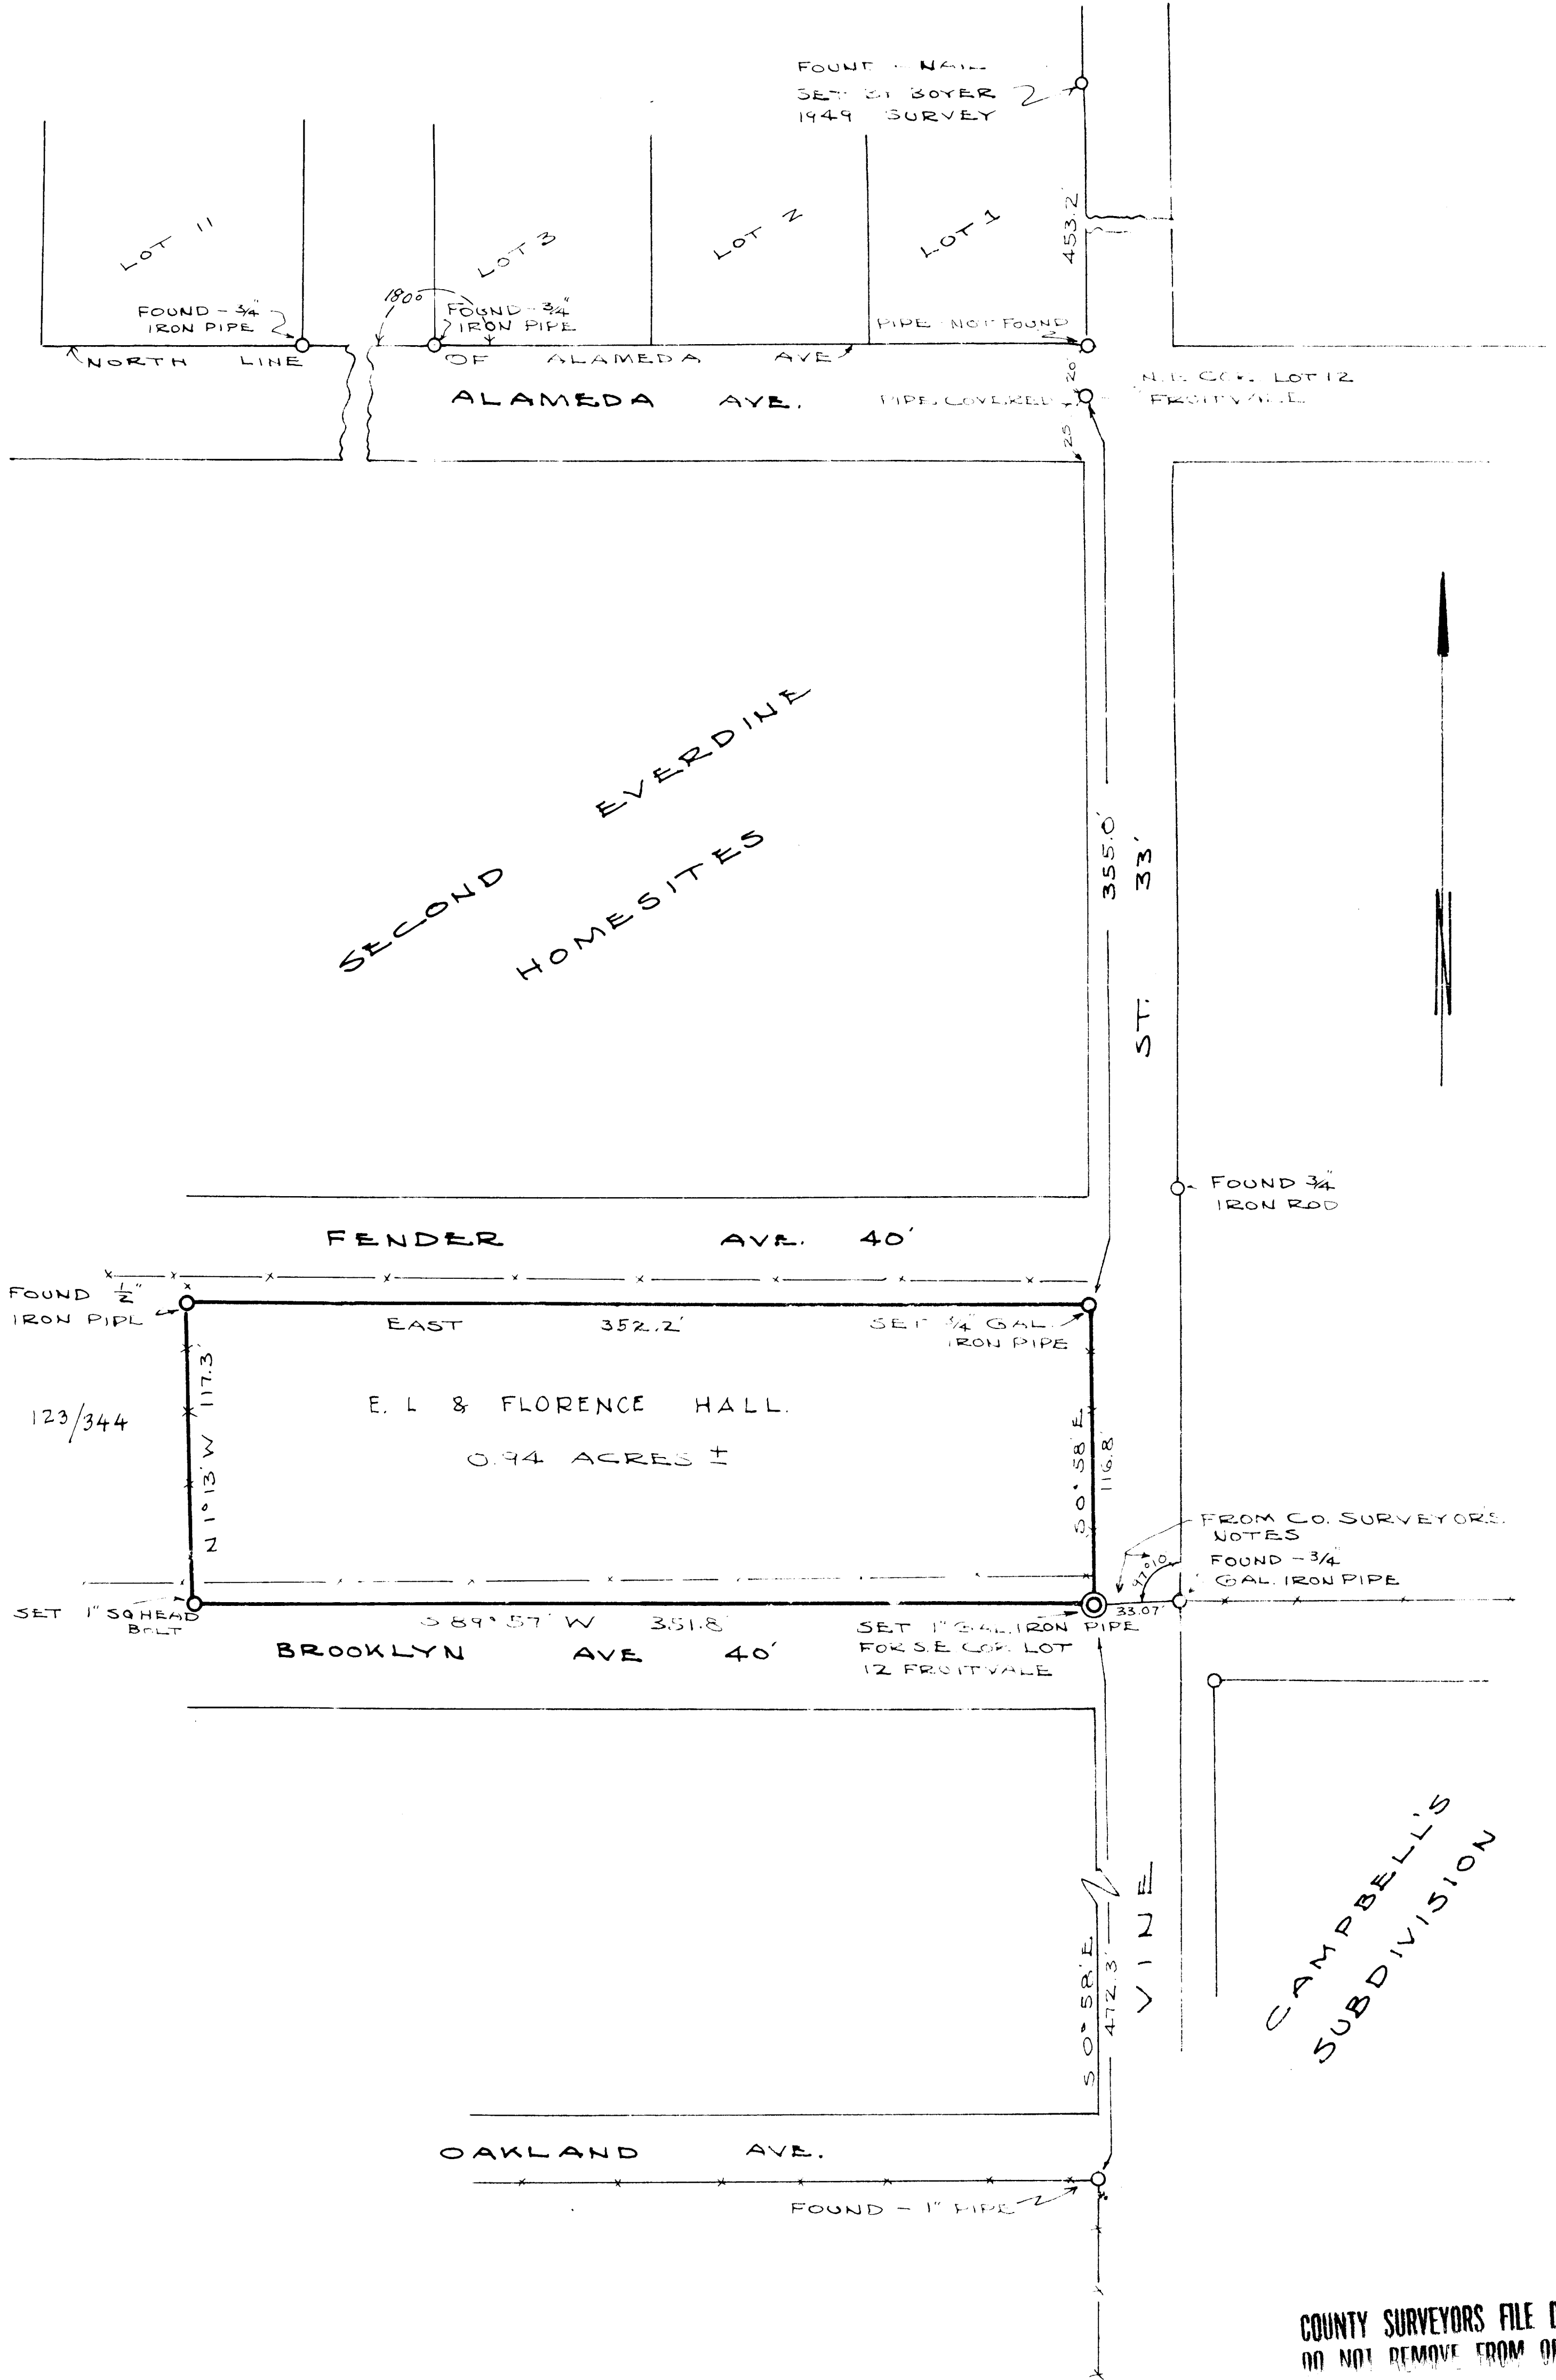 FOUND - NAIL
SET BY BOYER
1949 SURVEY
LOT 11
LOT 3
LOT 2
LOT 1
453.2'
180°
FOUND - 3/4"
IRON PIPE
FOUND - 3/4"
IRON PIPE
PIPE NOT FOUND
NORTH LINE OF ALAMEDA AVE
20'
N.E. COR. LOT 12
FRUITVALE
ALAMEDA AVE.
PIPE COVERED
25'
SECOND EVERDINE
HOMESITES
355.0'
ST. 33'
N
FOUND 3/4"
IRON ROD
FENDER AVE. 40'
FOUND 1/2"
IRON PIPE
EAST 352.2'
SET 3/4" GAL.
IRON PIPE
N 1° 13' W 117.3'
E. L & FLORENCE HALL.
0.94 ACRES ±
123/344
S 0° 58' E
116.8'
FROM CO. SURVEYOR'S
NOTES
FOUND - 3/4"
GAL. IRON PIPE
33.07'
SET 1" SQ HEAD
BOLT
S 89° 57' W 351.8'
SET 1" GAL. IRON PIPE
FOR S.E COR. LOT
12 FRUITVALE
BROOKLYN AVE 40'
S 0° 58' E
472.3'
VINE
CAMPBELL'S
SUBDIVISION
OAKLAND AVE.
FOUND - 1" PIPE
COUNTY SURVEYORS FILE
DO NOT REMOVE FROM